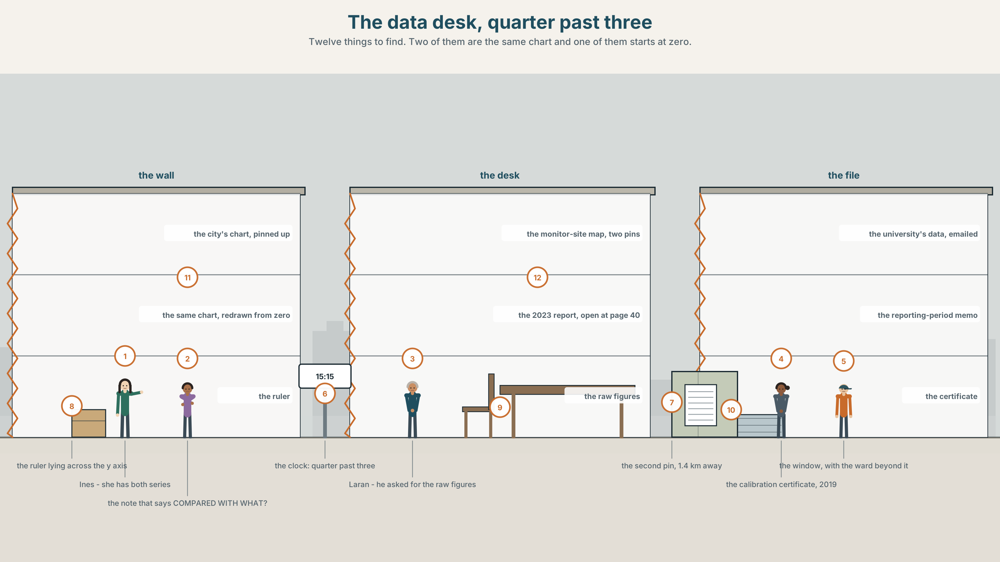 The data desk, quarter past three
Twelve things to find. Two of them are the same chart and one of them starts at zero.
the wall
the desk
the file
the city's chart, pinned up
the monitor-site map, two pins
the university's data, emailed
11
12
the same chart, redrawn from zero
the 2023 report, open at page 40
the reporting-period memo
1
2
3
4
5
15:15
6
the ruler
the raw figures
the certificate
7
8
9
10
the ruler lying across the y axis
the clock: quarter past three
the second pin, 1.4 km away
the window, with the ward beyond it
Ines - she has both series
Laran - he asked for the raw figures
the calibration certificate, 2019
the note that says COMPARED WITH WHAT?